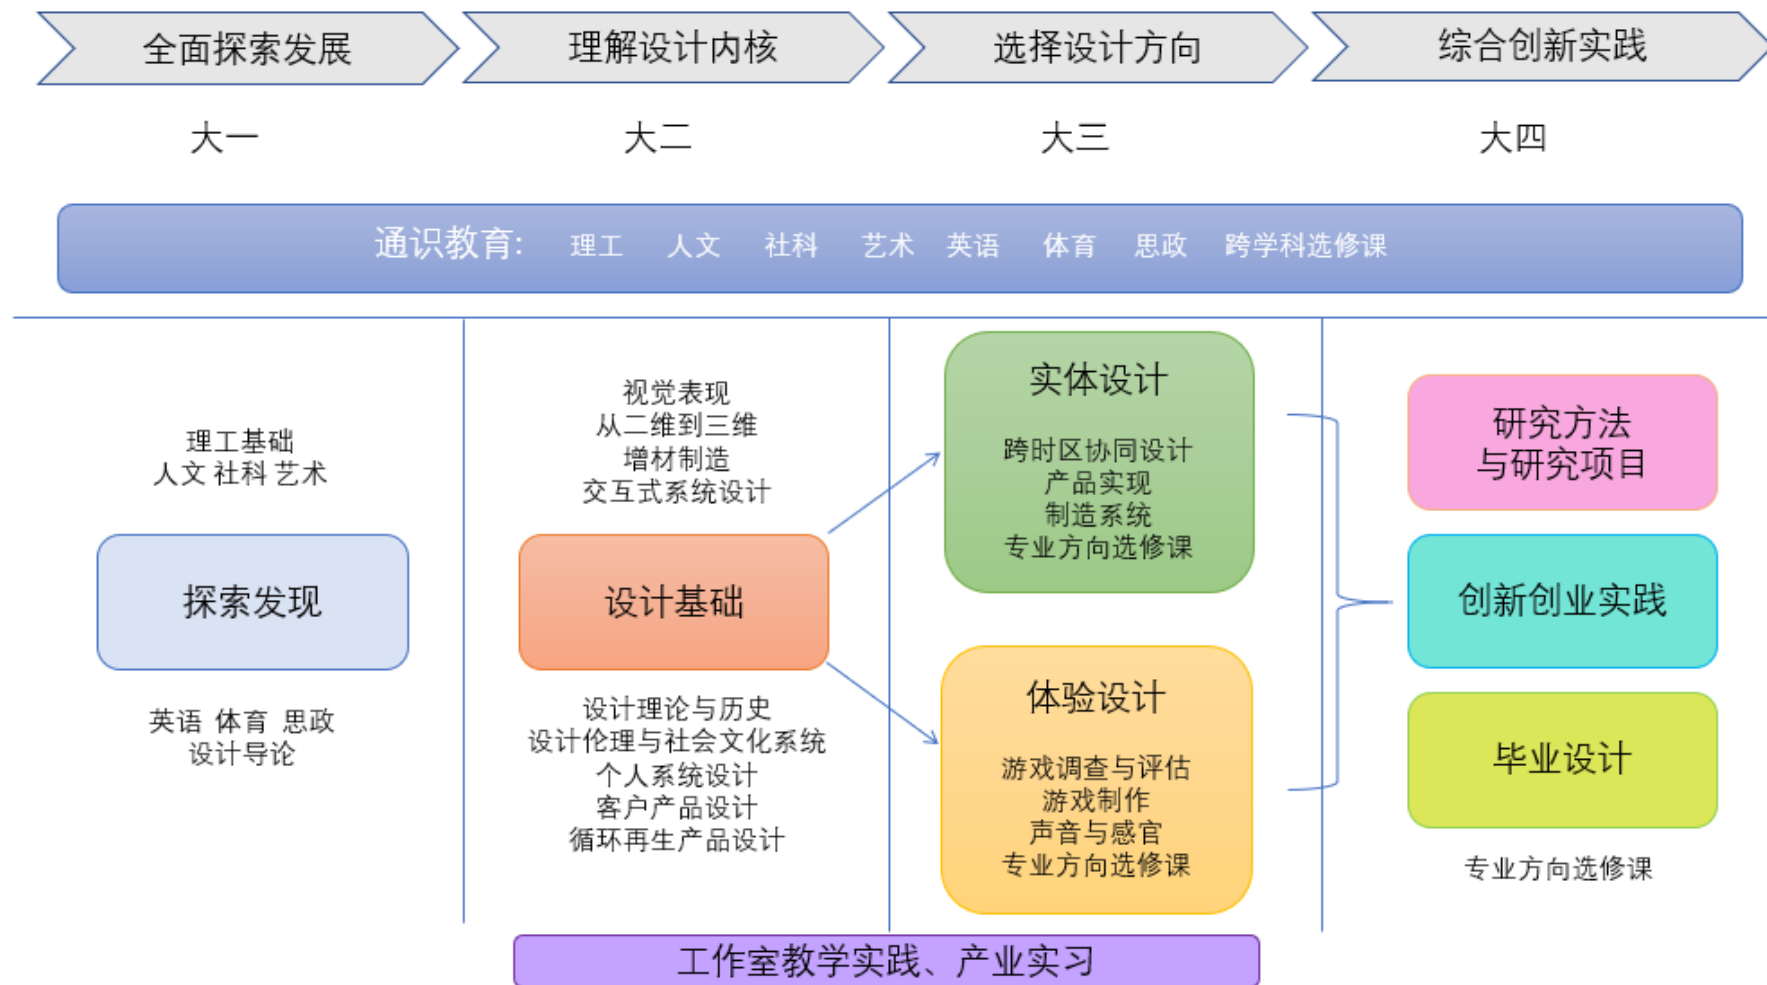 全面探索发展
理解设计内核
选择设计方向
综合创新实践
大一
大二
大三
大四
通识教育: 理工 人文 社科 艺术 英语 体育 思政 跨学科选修课
理工基础
人文 社科 艺术
探索发现
英语 体育 思政
设计导论
视觉表现
从二维到三维
增材制造
交互式系统设计
设计基础
设计理论与历史
设计伦理与社会文化系统
个人系统设计
客户产品设计
循环再生产品设计
实体设计
跨时区协同设计
产品实现
制造系统
专业方向选修课
体验设计
游戏调查与评估
游戏制作
声音与感官
专业方向选修课
研究方法
与研究项目
创新创业实践
毕业设计
专业方向选修课
工作室教学实践、产业实习